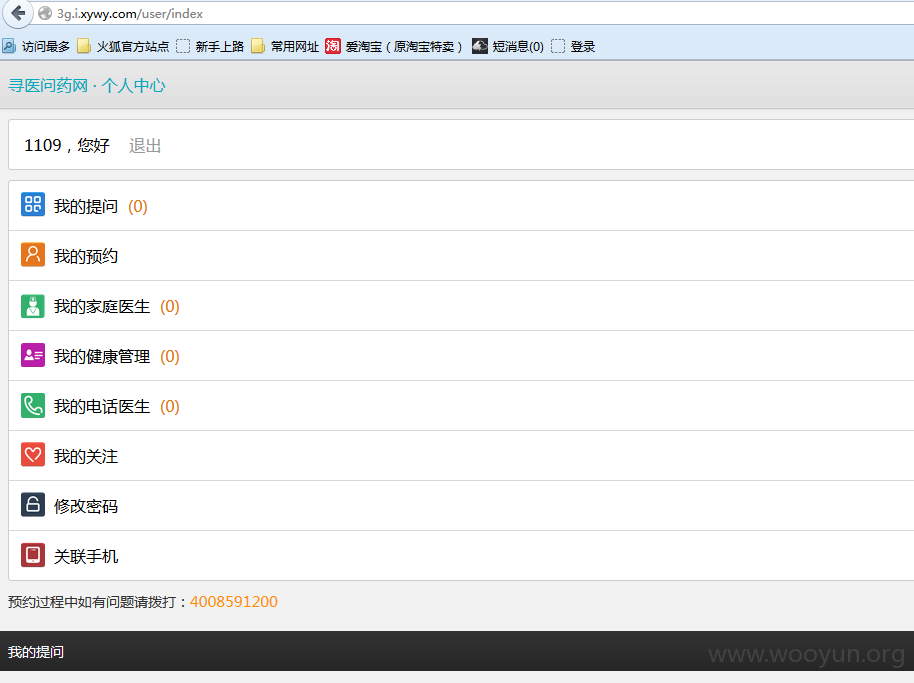 3g.i.xywy.com/user/index
访问最多 火狐官方站点 新手上路 常用网址 淘 爱淘宝（原淘宝特卖） 短消息(0) 登录
寻医问药网 · 个人中心
1109，您好 退出
我的提问 (0)
我的预约
我的家庭医生 (0)
我的健康管理 (0)
我的电话医生 (0)
我的关注
修改密码
关联手机
预约过程中如有问题请拨打：4008591200
我的提问
www.wooyun.org